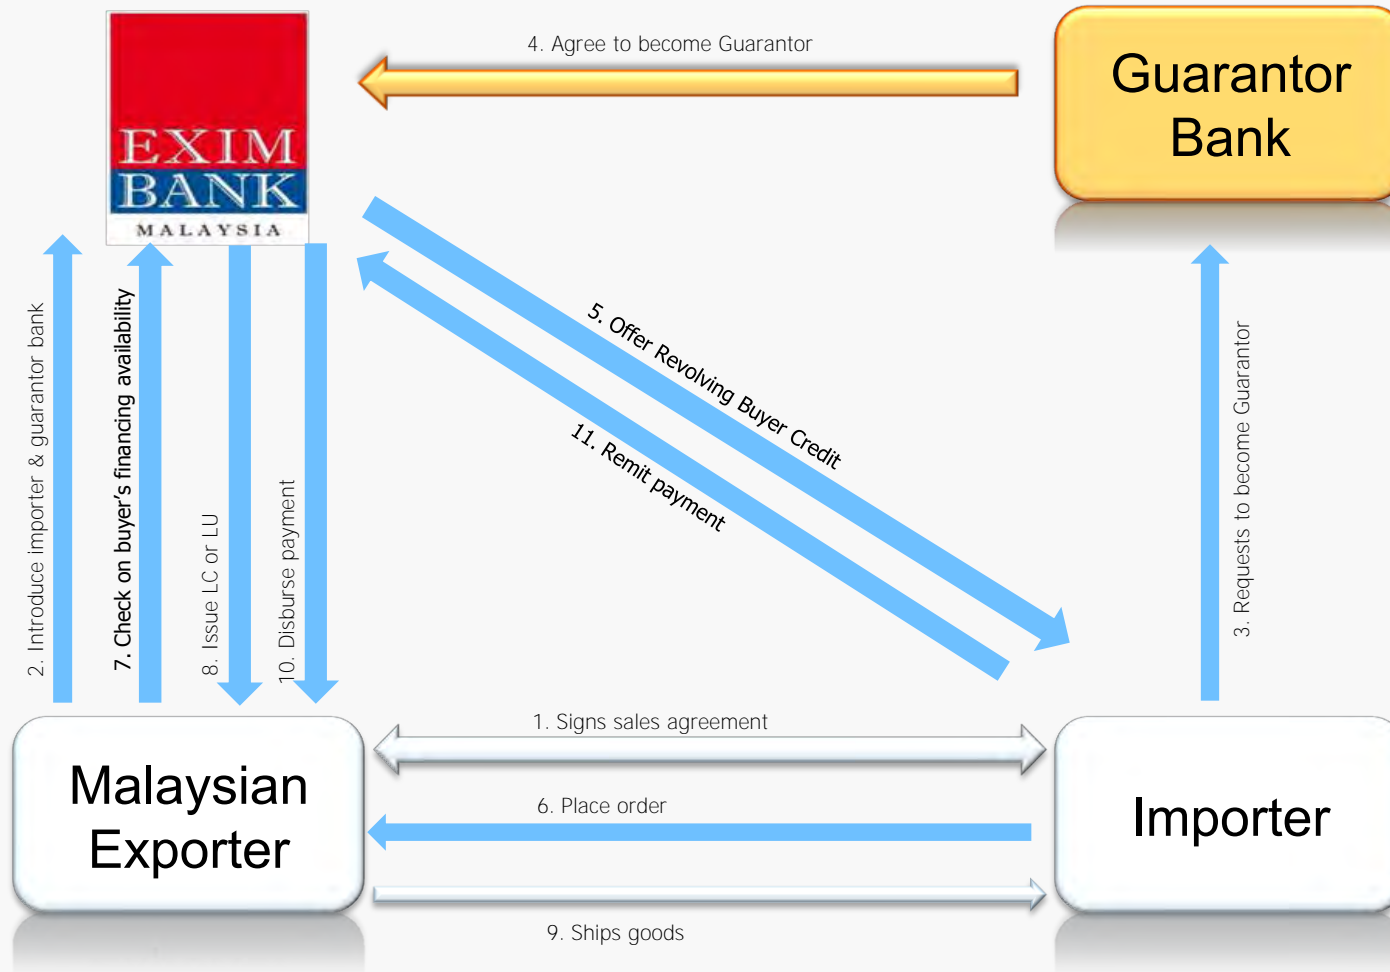 4. Agree to become Guarantor
Guarantor
Bank
EXIM
BANK
MALAYSIA
2. Introduce importer & guarantor bank
7. Check on buyer's financing availability
8. Issue LC or LU
10. Disburse payment
5. Offer Revolving Buyer Credit
11. Remit payment
3. Requests to become Guarantor
1. Signs sales agreement
Malaysian
Exporter
6. Place order
Importer
9. Ships goods